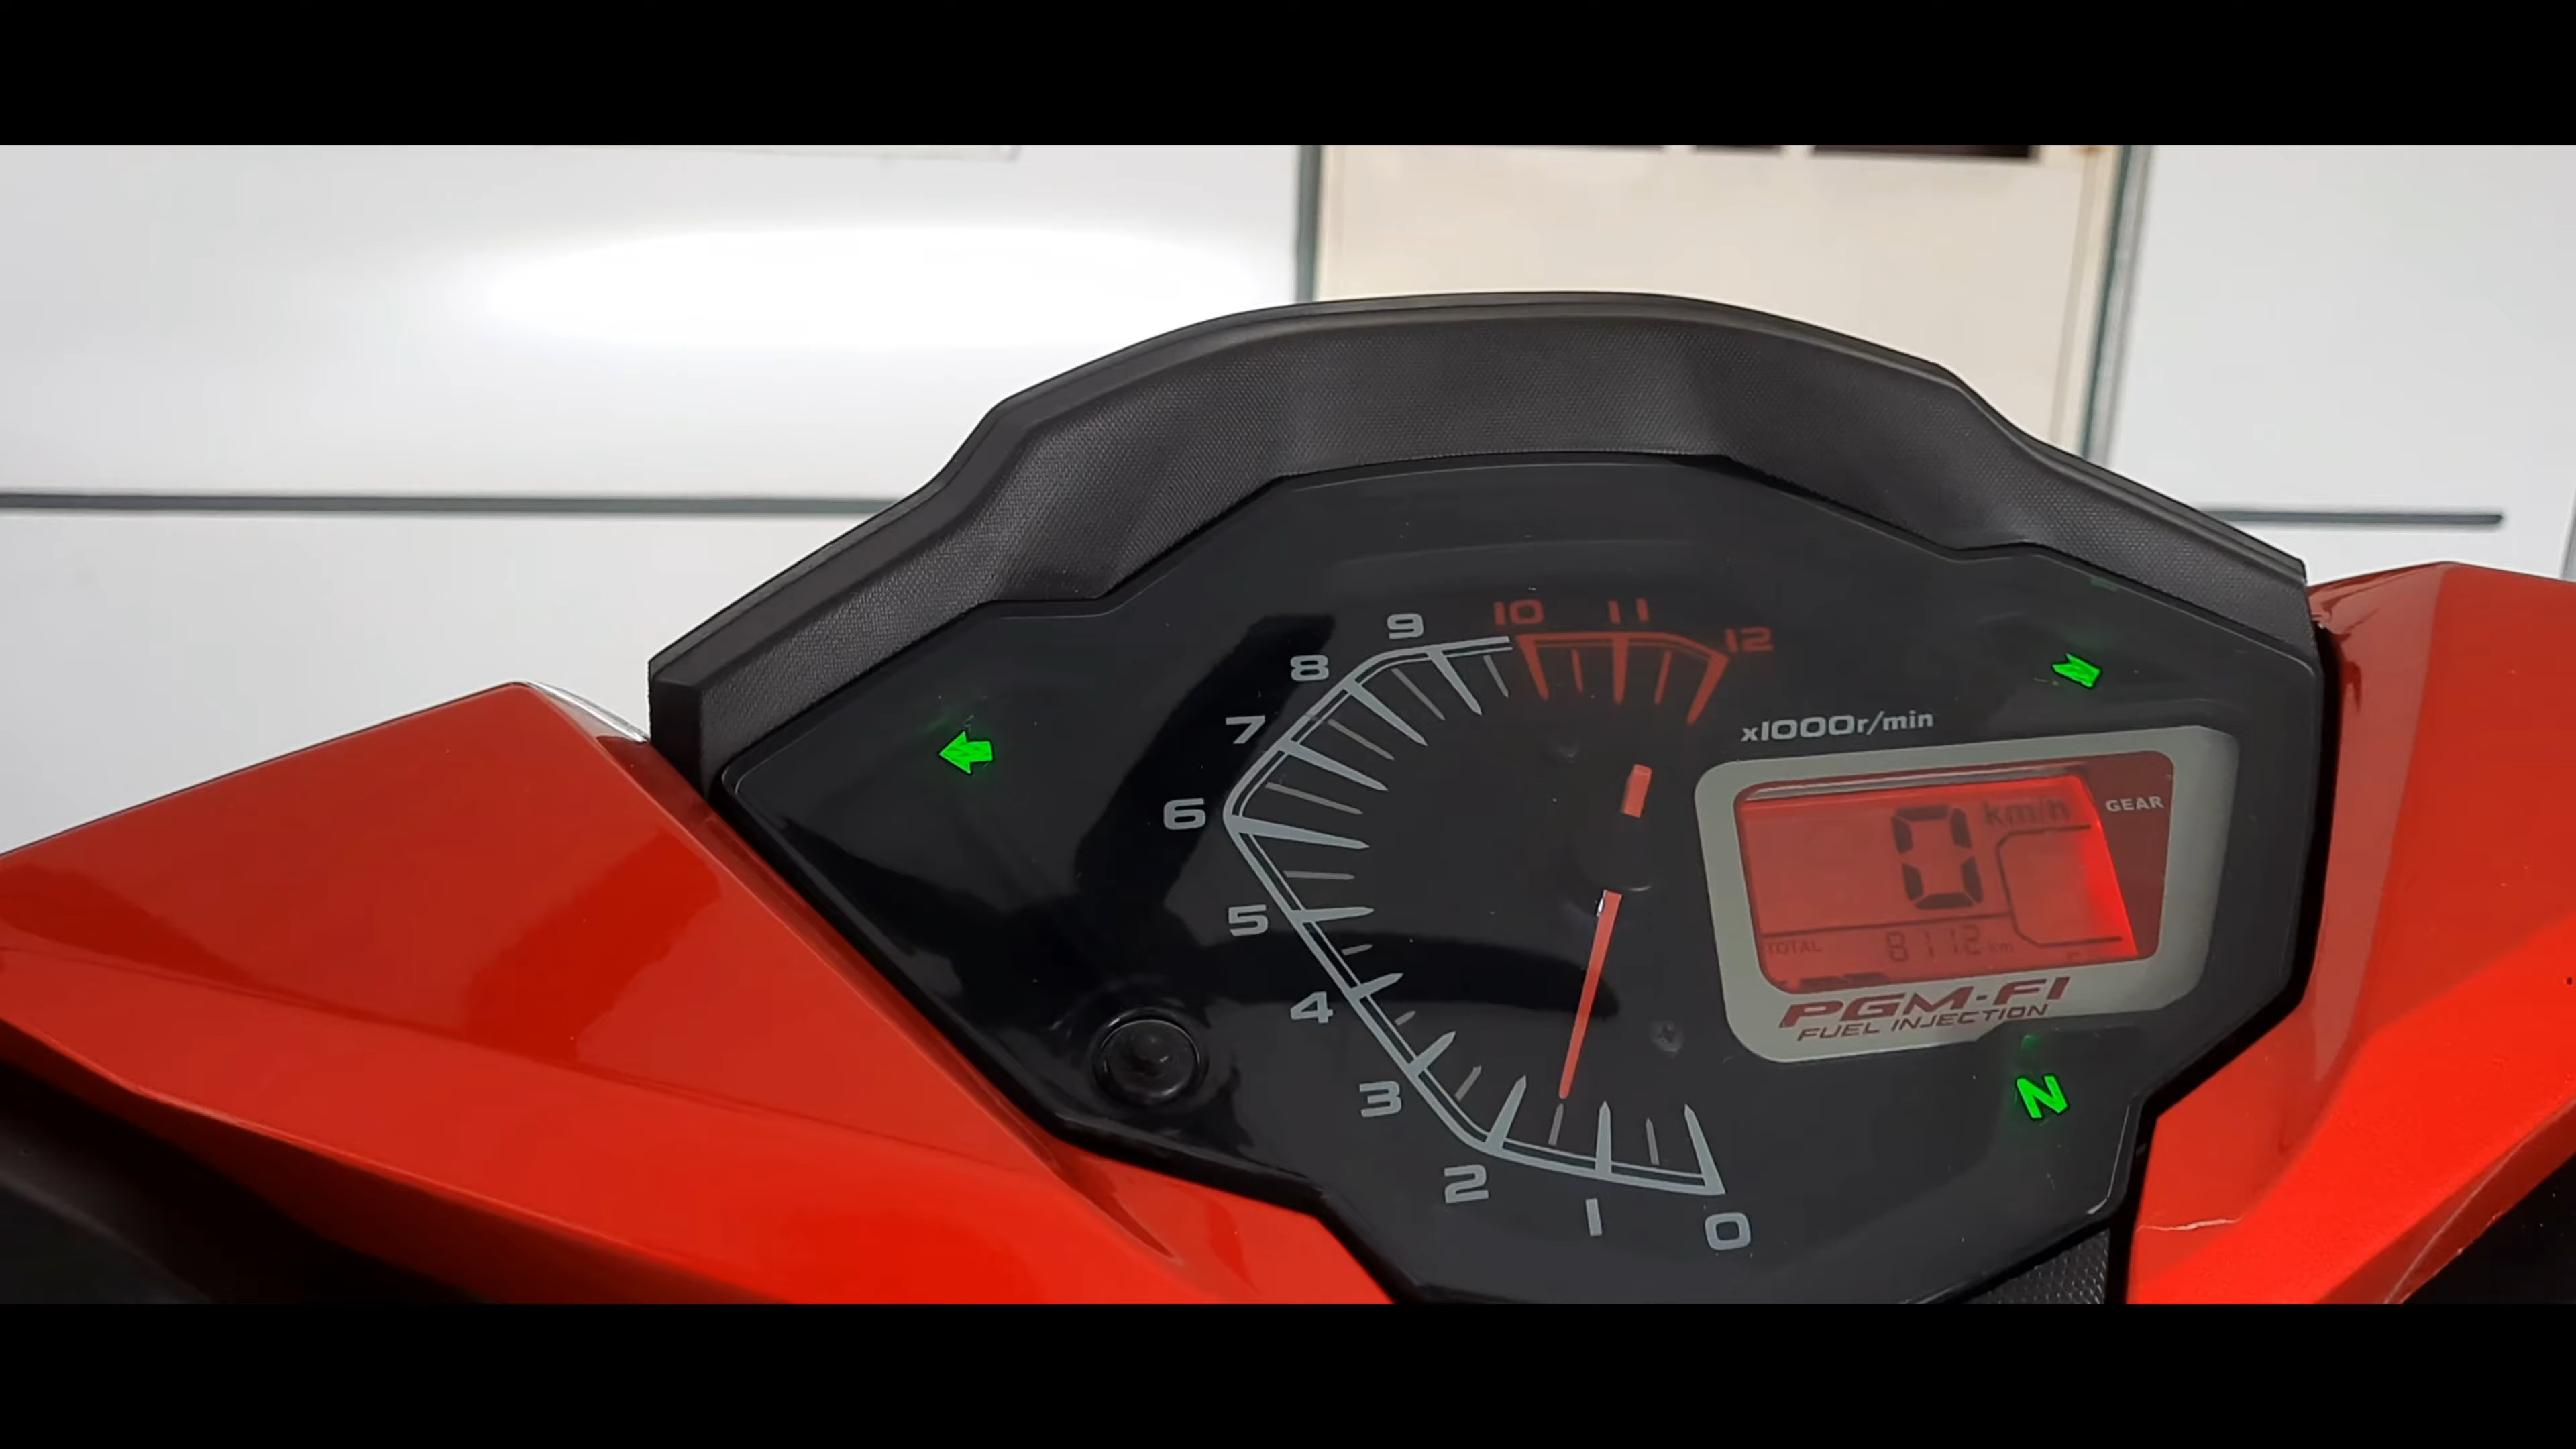 10 11
9 12
8
7 x1000r/min
6 0 km/h GEAR
5
TOTAL 8112 km
4 PGM-FI
FUEL INJECTION
3 N
2
1
0